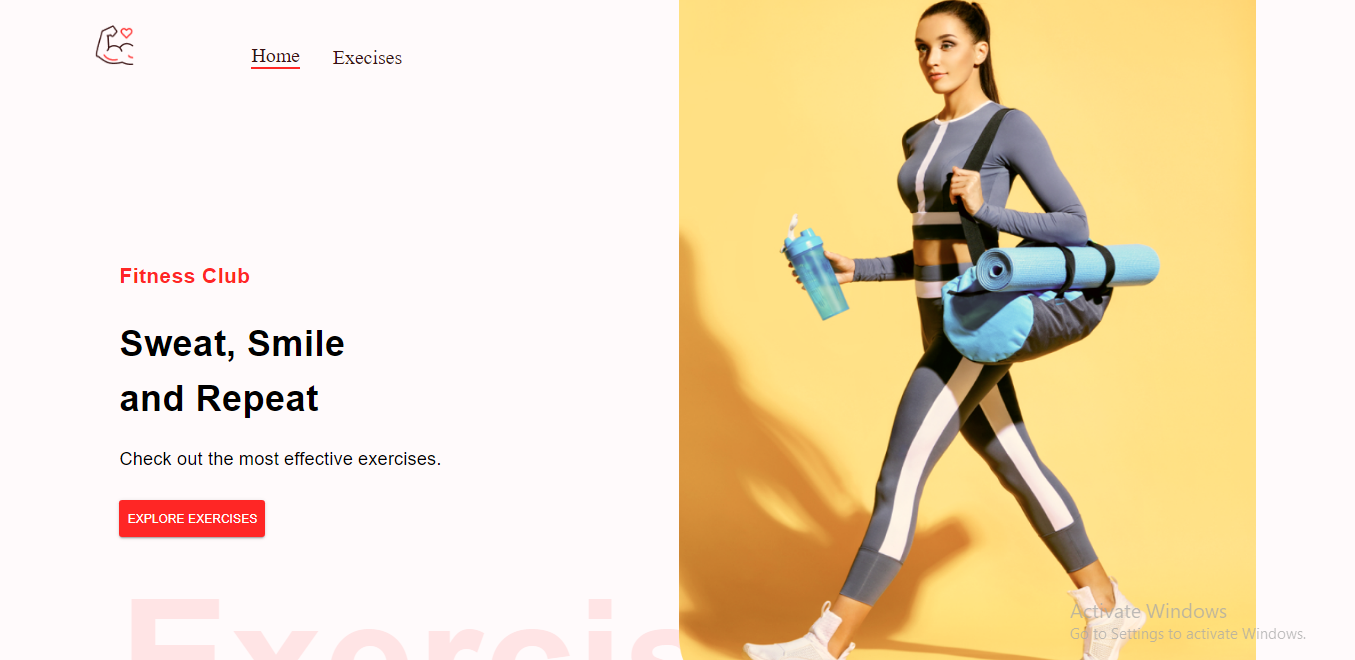 Home
Execises
Fitness Club
Sweat, Smile
and Repeat
Check out the most effective exercises.
EXPLORE EXERCISES
Exercis
Activate Windows
Go to Settings to activate Windows.